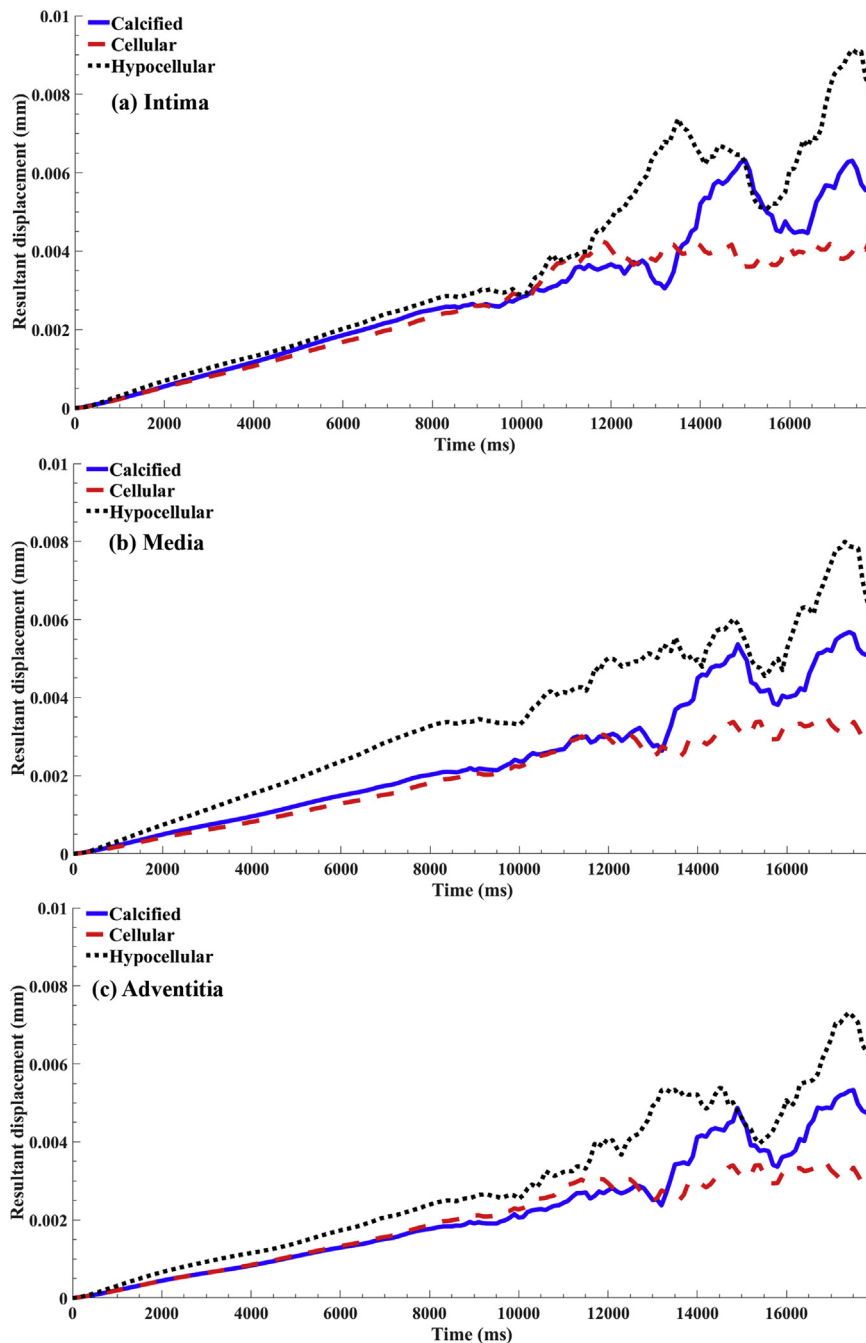 0.01
Calcified
Cellular
Hypocellular
(a) Intima
0.008
0.006
0.004
0.002
0
Resultant displacement (mm)
0 2000 4000 6000 8000 10000 12000 14000 16000
Time (ms)
0.01
Calcified
Cellular
Hypocellular
(b) Media
0.008
0.006
0.004
0.002
0
Resultant displacement (mm)
0 2000 4000 6000 8000 10000 12000 14000 16000
Time (ms)
0.01
Calcified
Cellular
Hypocellular
(c) Adventitia
0.008
0.006
0.004
0.002
0
Resultant displacement (mm)
0 2000 4000 6000 8000 10000 12000 14000 16000
Time (ms)